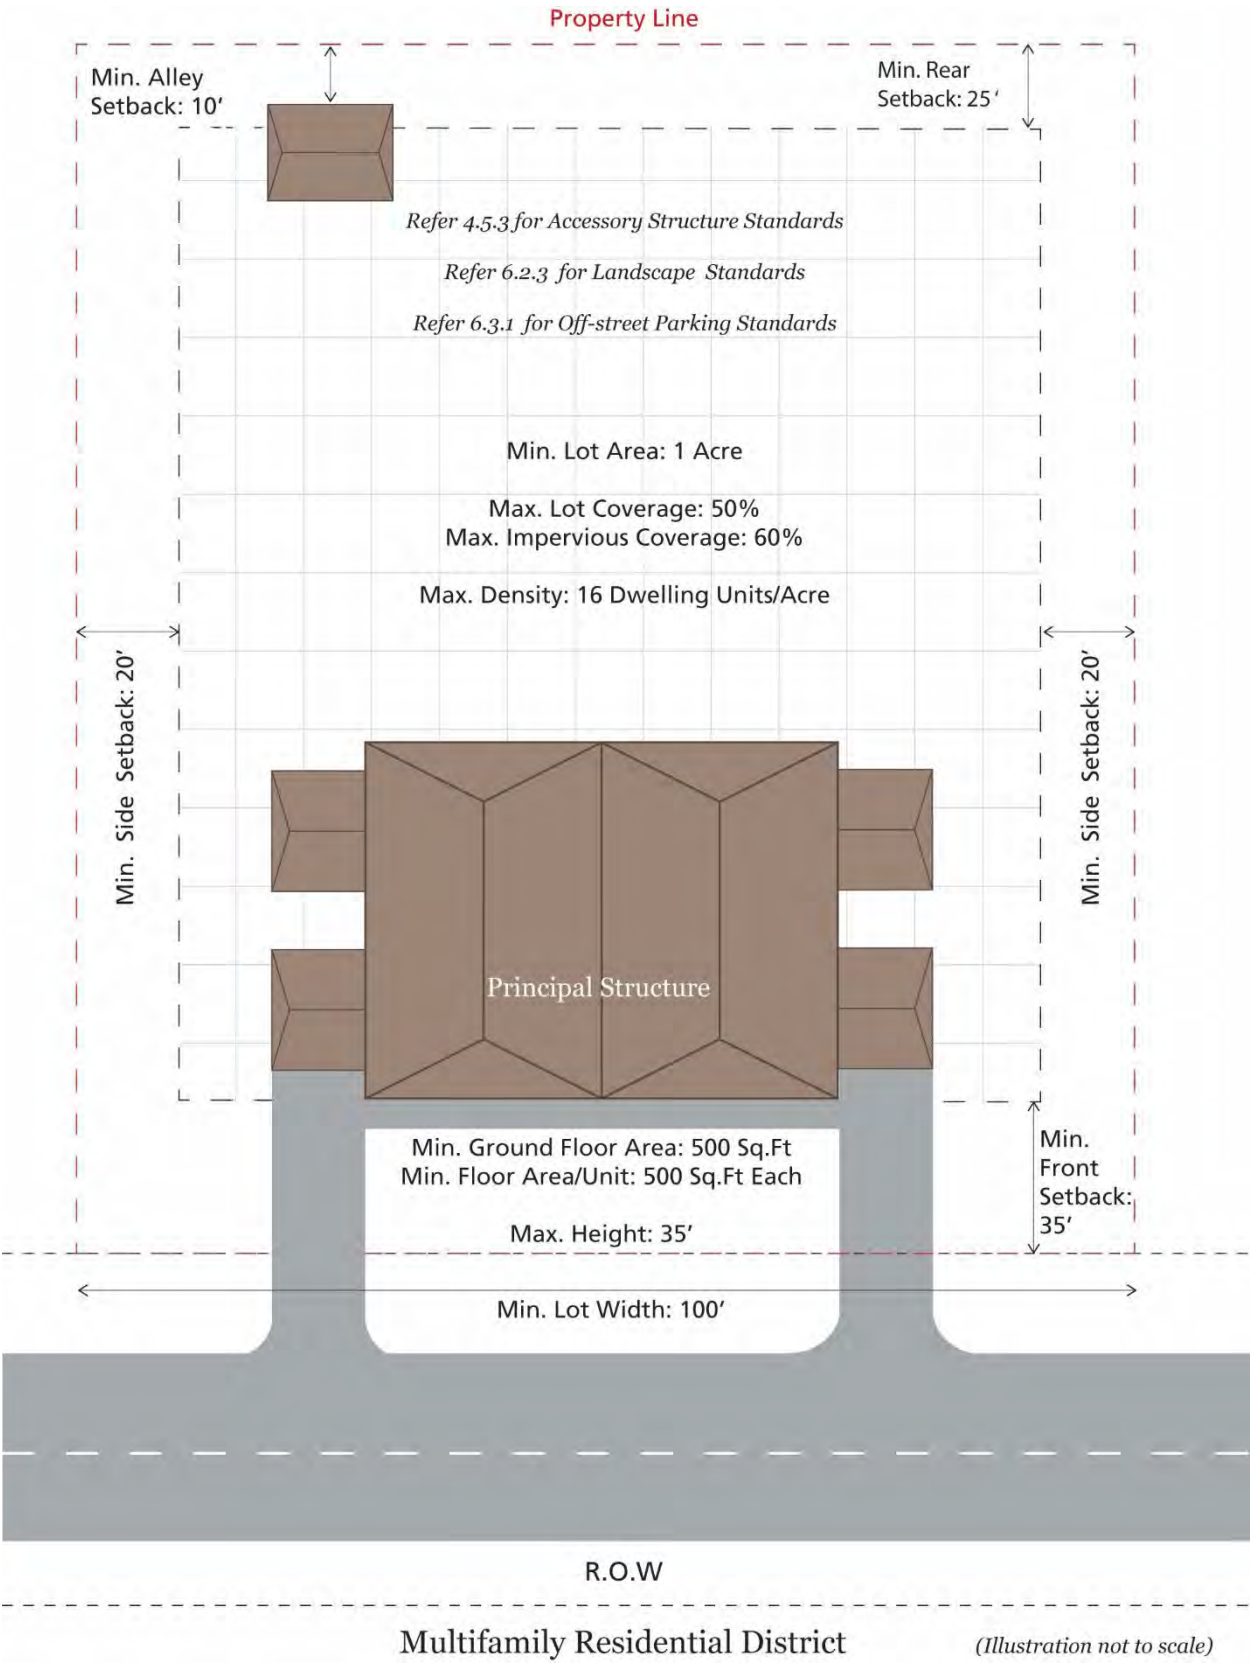 Property Line
Min. Alley
Setback: 10’
Min. Rear
Setback: 25‘
Refer 4.5.3 for Accessory Structure Standards
Refer 6.2.3 for Landscape Standards
Refer 6.3.1 for Off-street Parking Standards
Min. Lot Area: 1 Acre
Max. Lot Coverage: 50%
Max. Impervious Coverage: 60%
Max. Density: 16 Dwelling Units/Acre
Min. Side Setback: 20’
Min. Side Setback: 20’
Principal Structure
Min. Ground Floor Area: 500 Sq.Ft
Min. Floor Area/Unit: 500 Sq.Ft Each
Max. Height: 35’
Min.
Front
Setback:
35’
Min. Lot Width: 100’
R.O.W
Multifamily Residential District
(Illustration not to scale)